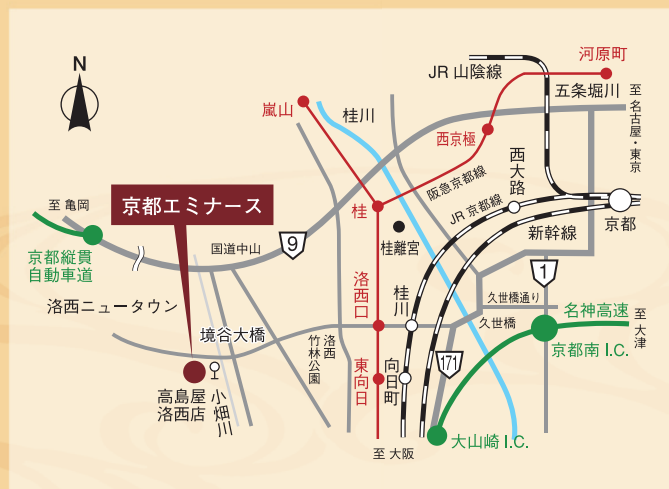 N
JR 山陰線
河原町
五条堀川
至 名古屋・東京
嵐山
桂川
西京極
西大路
阪急京都線
JR 京都線
至 亀岡
京都エミナース
桂
京都
新幹線
桂離宮
国道中山
9
京都縦貫
自動車道
1
洛西口
桂川
久世橋通り
久世橋
名神高速
至 大津
洛西ニュータウン
境谷大橋
洛西
竹林公園
京都南 I.C.
東向日
向日町
171
高島屋
洛西店
小畑川
大山崎 I.C.
至 大阪